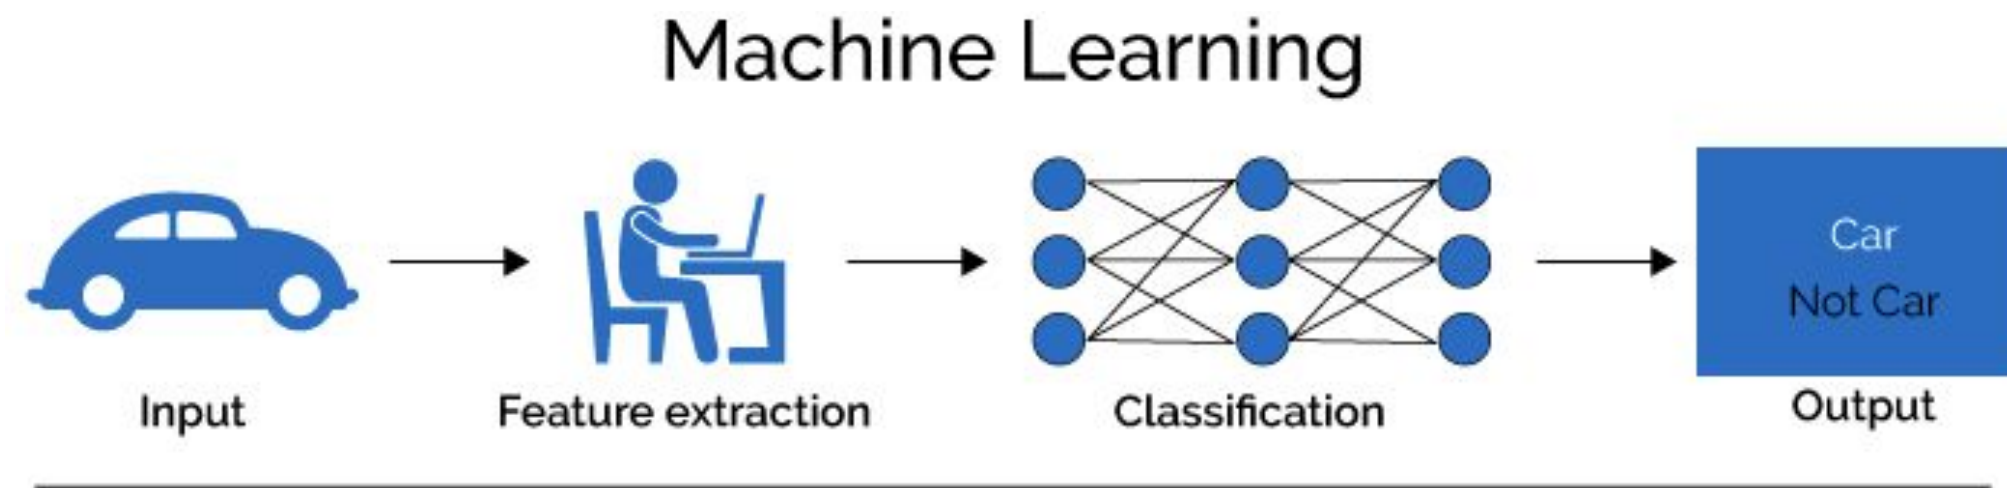 Machine Learning
Car
Not Car
Input
Feature extraction
Classification
Output